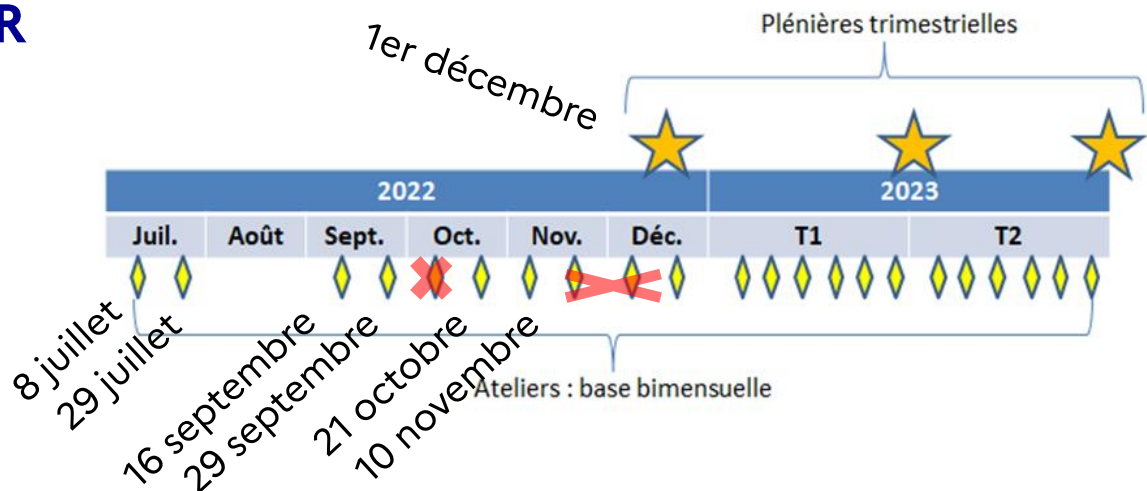 R
Plénières trimestrielles
1er décembre
2022 2023
Juil. Août Sept. Oct. Nov. Déc. T1 T2
8 juillet
29 juillet
16 septembre
29 septembre
21 octobre
10 novembre
Ateliers : base bimensuelle